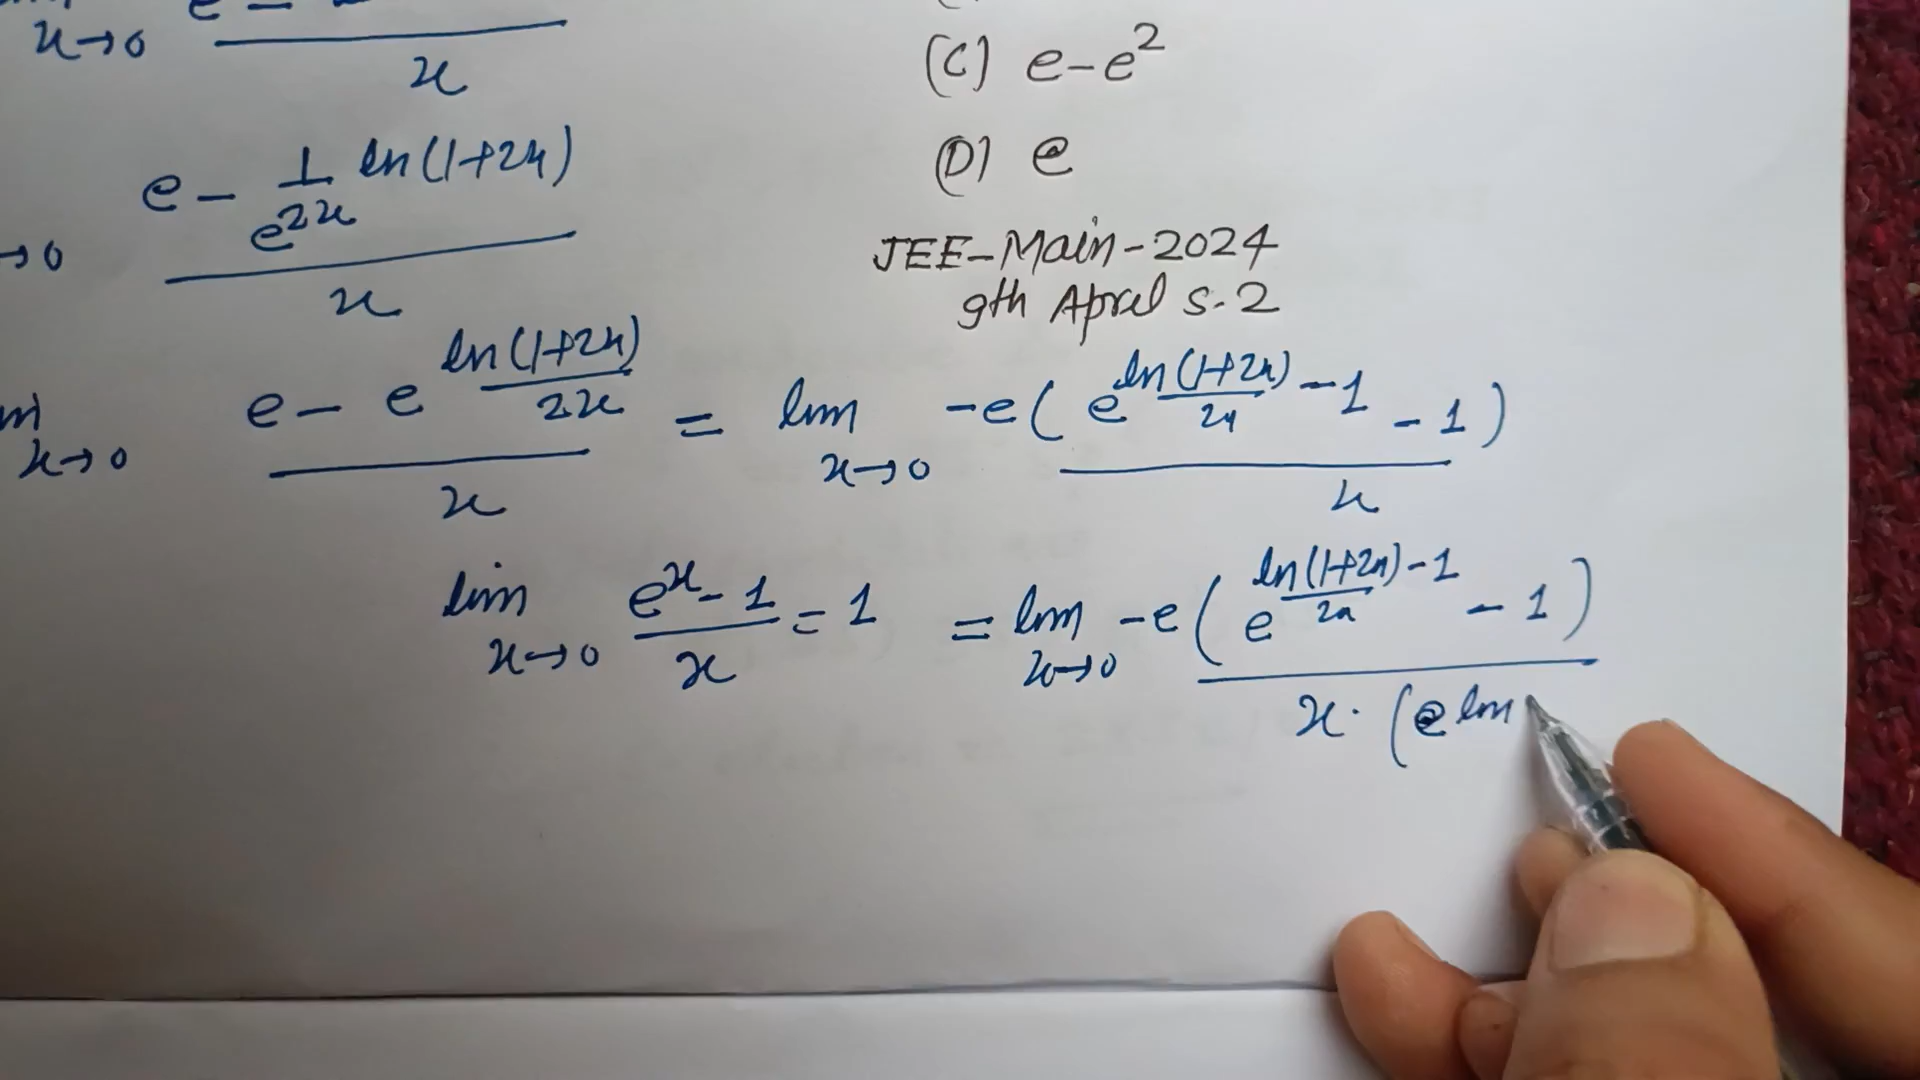 x→0 e - / x
(C) e-e²
e - 1/e^2x ln(1+2x)
→0 x
(D) e
JEE-Main-2024
9th April S-2
x→0 e - e^(ln(1+2x)/2x) / x = lim x→0 -e(e^(ln(1+2x)/2x - 1) - 1) / x
lim x→0 e^x - 1 / x = 1 = lim x→0 -e(e^(ln(1+2x)/2x - 1) - 1) / x·(